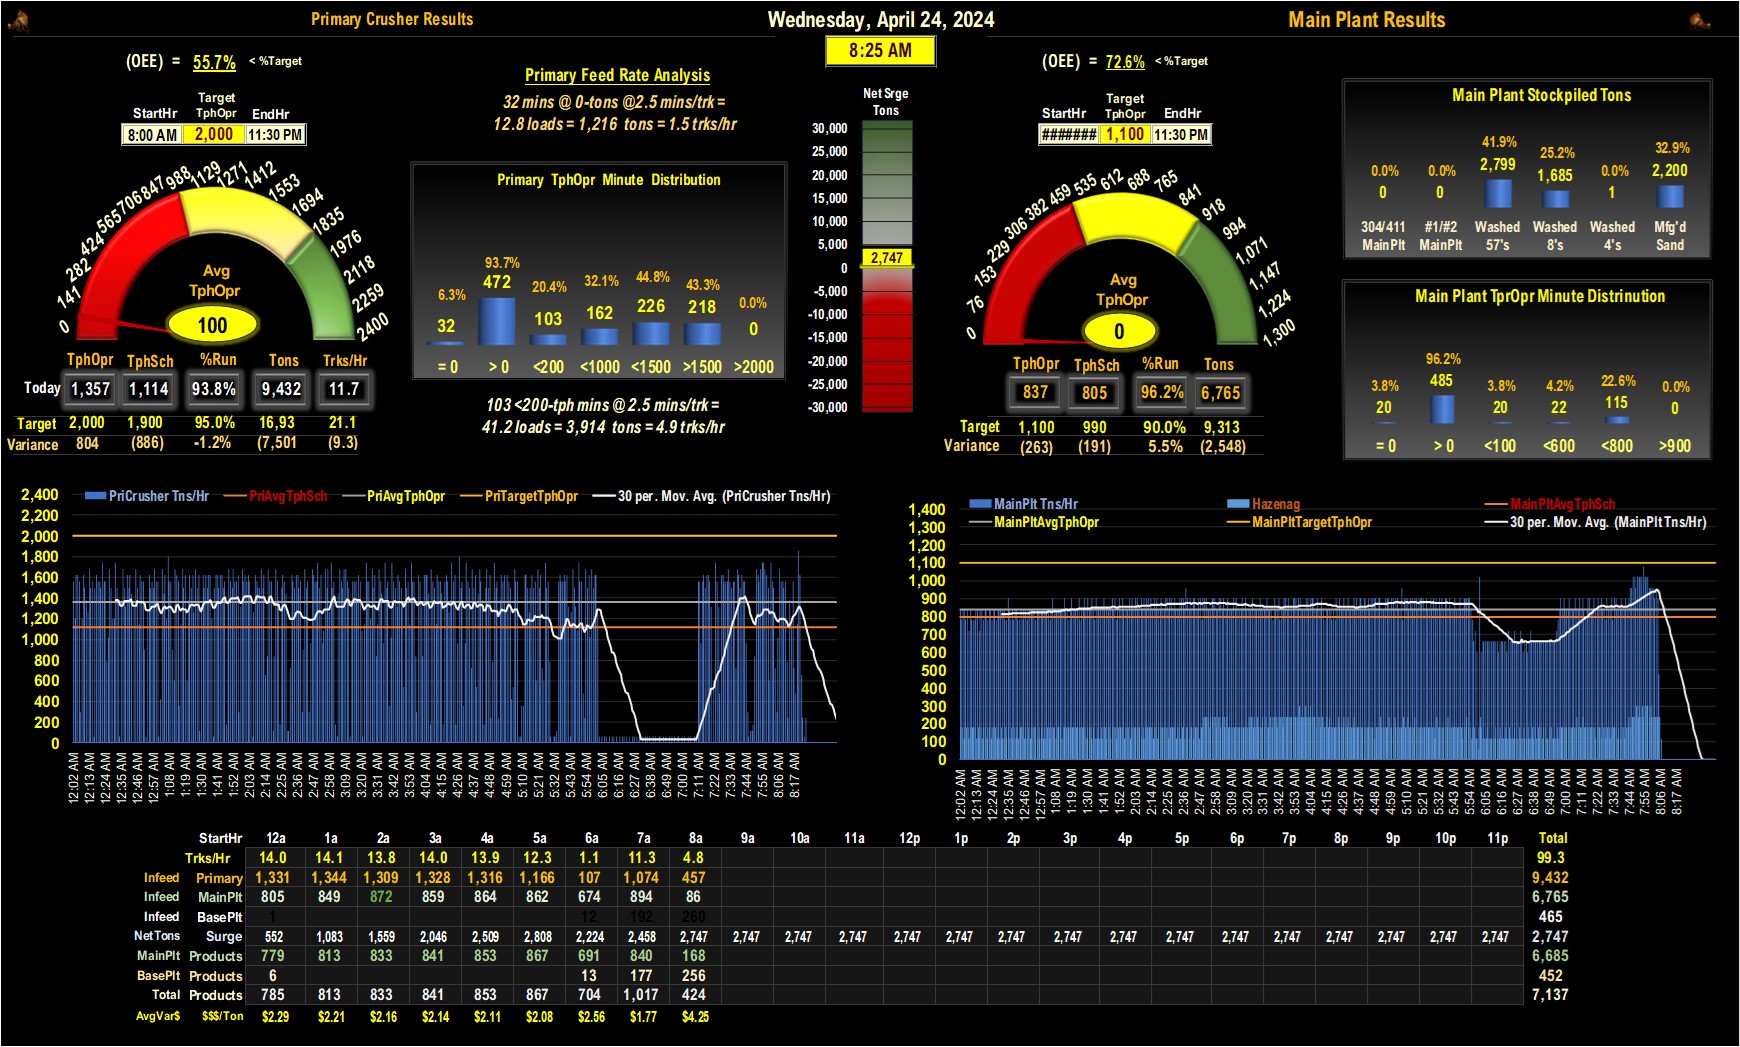 Primary Crusher Results
Wednesday, April 24, 2024
Main Plant Results
8:25 AM
(OEE) = 55.7% < %Target
StartHr Target TphOpr EndHr
8:00 AM 2,000 11:30 PM
0 141 282 424 565 706 847 988 1129 1271 1412 1553 1694 1835 1976 2118 2259 2400
Avg
TphOpr
100
TphOpr TphSch %Run Tons Trks/Hr
Today 1,357 1,114 93.8% 9,432 11.7
Target 2,000 1,900 95.0% 16,93 21.1
Variance 804 (886) -1.2% (7,501 (9.3)
Primary Feed Rate Analysis
32 mins @ 0-tons @2.5 mins/trk =
12.8 loads = 1,216 tons = 1.5 trks/hr
Primary TphOpr Minute Distribution
6.3% 93.7% 20.4% 32.1% 44.8% 43.3% 0.0%
32 472 103 162 226 218 0
= 0 > 0 <200 <1000 <1500 >1500 >2000
103 <200-tph mins @ 2.5 mins/trk =
41.2 loads = 3,914 tons = 4.9 trks/hr
Net Srge
Tons
30,000
25,000
20,000
15,000
10,000
5,000
2,747
0
-5,000
-10,000
-15,000
-20,000
-25,000
-30,000
(OEE) = 72.6% < %Target
StartHr Target TphOpr EndHr
####### 1,100 11:30 PM
0 76 153 229 306 382 459 535 612 688 765 841 918 994 1,071 1,147 1,224 1,300
Avg
TphOpr
0
TphOpr TphSch %Run Tons
837 805 96.2% 6,765
Target 1,100 990 90.0% 9,313
Variance (263) (191) 5.5% (2,548)
Main Plant Stockpiled Tons
0.0% 0.0% 41.9% 25.2% 0.0% 32.9%
0 0 2,799 1,685 1 2,200
304/411 #1/#2 Washed Washed Washed Mfg'd
MainPlt MainPlt 57's 8's 4's Sand
Main Plant TprOpr Minute Distrinution
3.8% 96.2% 3.8% 4.2% 22.6% 0.0%
20 485 20 22 115 0
= 0 > 0 <100 <600 <800 >900
PriCrusher Tns/Hr PriAvgTphSch PriAvgTphOpr PriTargetTphOpr 30 per. Mov. Avg. (PriCrusher Tns/Hr)
2,400
2,200
2,000
1,800
1,600
1,400
1,200
1,000
800
600
400
200
0
12:02 AM 12:13 AM 12:24 AM 12:35 AM 12:46 AM 12:57 AM 1:08 AM 1:19 AM 1:30 AM 1:41 AM 1:52 AM 2:03 AM 2:14 AM 2:25 AM 2:36 AM 2:47 AM 2:58 AM 3:09 AM 3:20 AM 3:31 AM 3:42 AM 3:53 AM 4:04 AM 4:15 AM 4:26 AM 4:37 AM 4:48 AM 4:59 AM 5:10 AM 5:21 AM 5:32 AM 5:43 AM 5:54 AM 6:05 AM 6:16 AM 6:27 AM 6:38 AM 6:49 AM 7:00 AM 7:11 AM 7:22 AM 7:33 AM 7:44 AM 7:55 AM 8:06 AM 8:17 AM
MainPlt Tns/Hr Hazenag MainPltAvgTphSch
MainPltAvgTphOpr MainPltTargetTphOpr 30 per. Mov. Avg. (MainPlt Tns/Hr)
1,400
1,300
1,200
1,100
1,000
900
800
700
600
500
400
300
200
100
0
12:02 AM 12:13 AM 12:24 AM 12:35 AM 12:46 AM 12:57 AM 1:08 AM 1:19 AM 1:30 AM 1:41 AM 1:52 AM 2:03 AM 2:14 AM 2:25 AM 2:36 AM 2:47 AM 2:58 AM 3:09 AM 3:20 AM 3:31 AM 3:42 AM 3:53 AM 4:04 AM 4:15 AM 4:26 AM 4:37 AM 4:48 AM 4:59 AM 5:10 AM 5:21 AM 5:32 AM 5:43 AM 5:54 AM 6:05 AM 6:16 AM 6:27 AM 6:38 AM 6:49 AM 7:00 AM 7:11 AM 7:22 AM 7:33 AM 7:44 AM 7:55 AM 8:06 AM 8:17 AM
StartHr 12a 1a 2a 3a 4a 5a 6a 7a 8a 9a 10a 11a 12p 1p 2p 3p 4p 5p 6p 7p 8p 9p 10p 11p Total
Trks/Hr 14.0 14.1 13.8 14.0 13.9 12.3 1.1 11.3 4.8 99.3
Infeed Primary 1,331 1,344 1,309 1,328 1,316 1,166 107 1,074 457 9,432
Infeed MainPlt 805 849 872 859 864 862 674 894 86 6,765
Infeed BasePlt 1 12 192 260 465
NetTons Surge 552 1,083 1,559 2,046 2,509 2,808 2,224 2,458 2,747 2,747 2,747 2,747 2,747 2,747 2,747 2,747 2,747 2,747 2,747 2,747 2,747 2,747 2,747 2,747 2,747
MainPlt Products 779 813 833 841 853 867 691 840 168 6,685
BasePlt Products 6 13 177 256 452
Total Products 785 813 833 841 853 867 704 1,017 424 7,137
AvgVar$ $$$/Ton $2.29 $2.21 $2.16 $2.14 $2.11 $2.08 $2.56 $1.77 $4.25